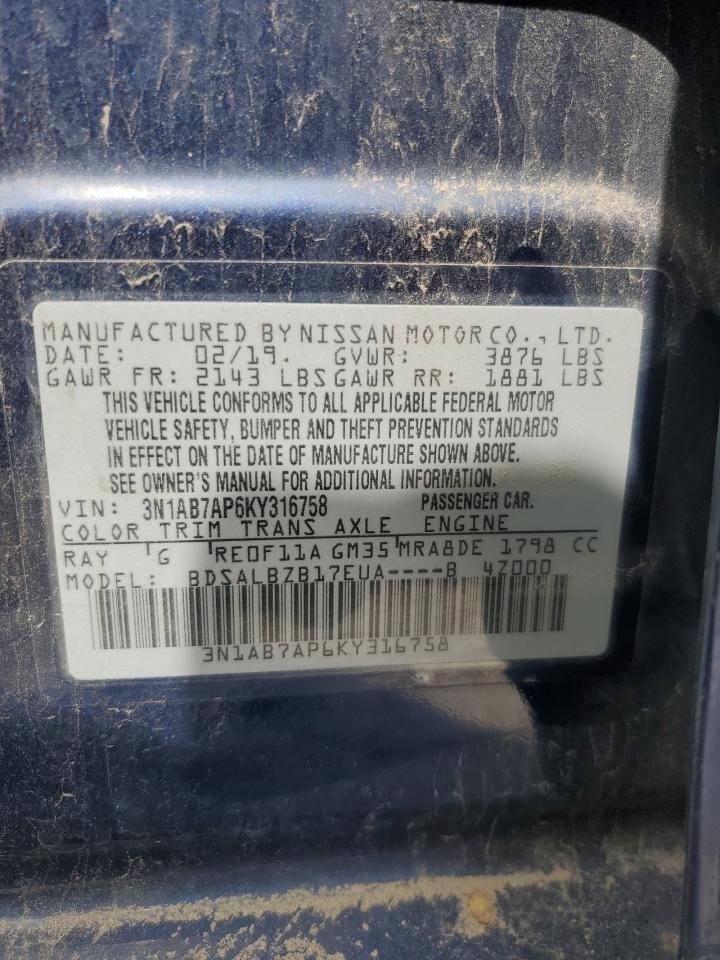 MANUFACTURED BY NISSAN MOTOR CO., LTD.
DATE: 02/19. GVWR: 3876 LBS
GAWR FR: 2143 LBS GAWR RR: 1881 LBS
THIS VEHICLE CONFORMS TO ALL APPLICABLE FEDERAL MOTOR
VEHICLE SAFETY, BUMPER AND THEFT PREVENTION STANDARDS
IN EFFECT ON THE DATE OF MANUFACTURE SHOWN ABOVE.
SEE OWNER'S MANUAL FOR ADDITIONAL INFORMATION.
VIN: 3N1AB7AP6KY316758 PASSENGER CAR.
COLOR TRIM TRANS AXLE ENGINE
RAY G RE0F11A GM35 MRA8DE 1798 CC
MODEL: BDSALBZB17EUA----B 4Z000
3N1AB7AP6KY316758